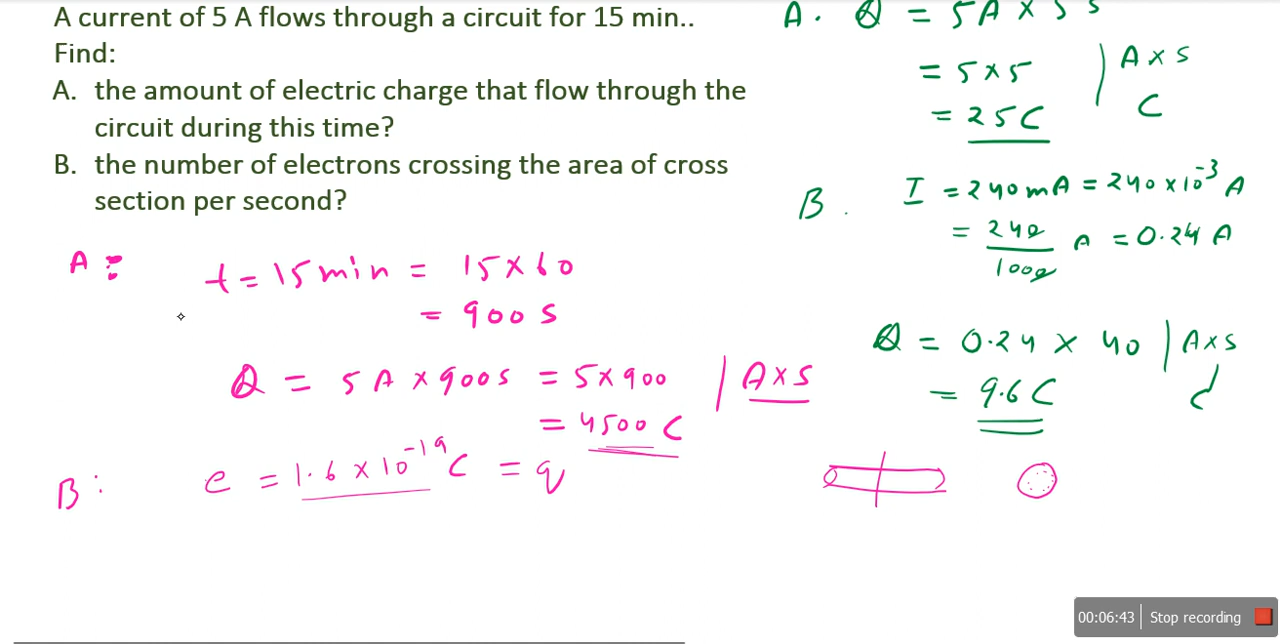 A current of 5 A flows through a circuit for 15 min..
Find:
A. the amount of electric charge that flow through the
circuit during this time?
B. the number of electrons crossing the area of cross
section per second?
A:
t = 15 min = 15 × 60
= 900 s
Q = 5 A × 900 s = 5 × 900 | A × s
= 4500 C
B: e = 1.6 × 10⁻¹⁹ C = q
A. Q = 5 A × 5 s
= 5 × 5 | A × s
= 25 C C
B. I = 240 mA = 240 × 10⁻³ A
= 240/1000 A = 0.24 A
Q = 0.24 × 40 | A × s
= 9.6 C
00:06:43 Stop recording